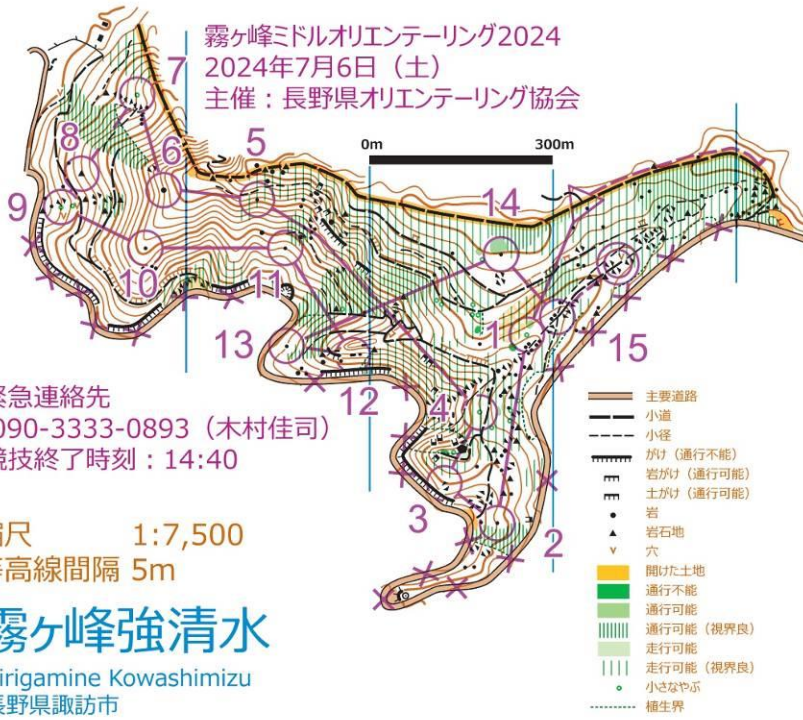 霧ヶ峰ミドルオリエンテーリング2024
2024年7月6日（土）
主催：長野県オリエンテーリング協会
0m 300m
7
8
6
5
9
14
10
11
1
13
15
12
4
3
2
急連絡先
090-3333-0893（木村佳司）
技終了時刻：14:40
尺 1:7,500
高線間隔 5m
霧ヶ峰強清水
irigamine Kowashimizu
長野県諏訪市
主要道路
小道
小径
がけ（通行不能）
岩がけ（通行可能）
土がけ（通行可能）
岩
岩石地
穴
開けた土地
通行不能
通行可能
通行可能（視界良）
走行可能
走行可能（視界良）
小さなやぶ
植生界